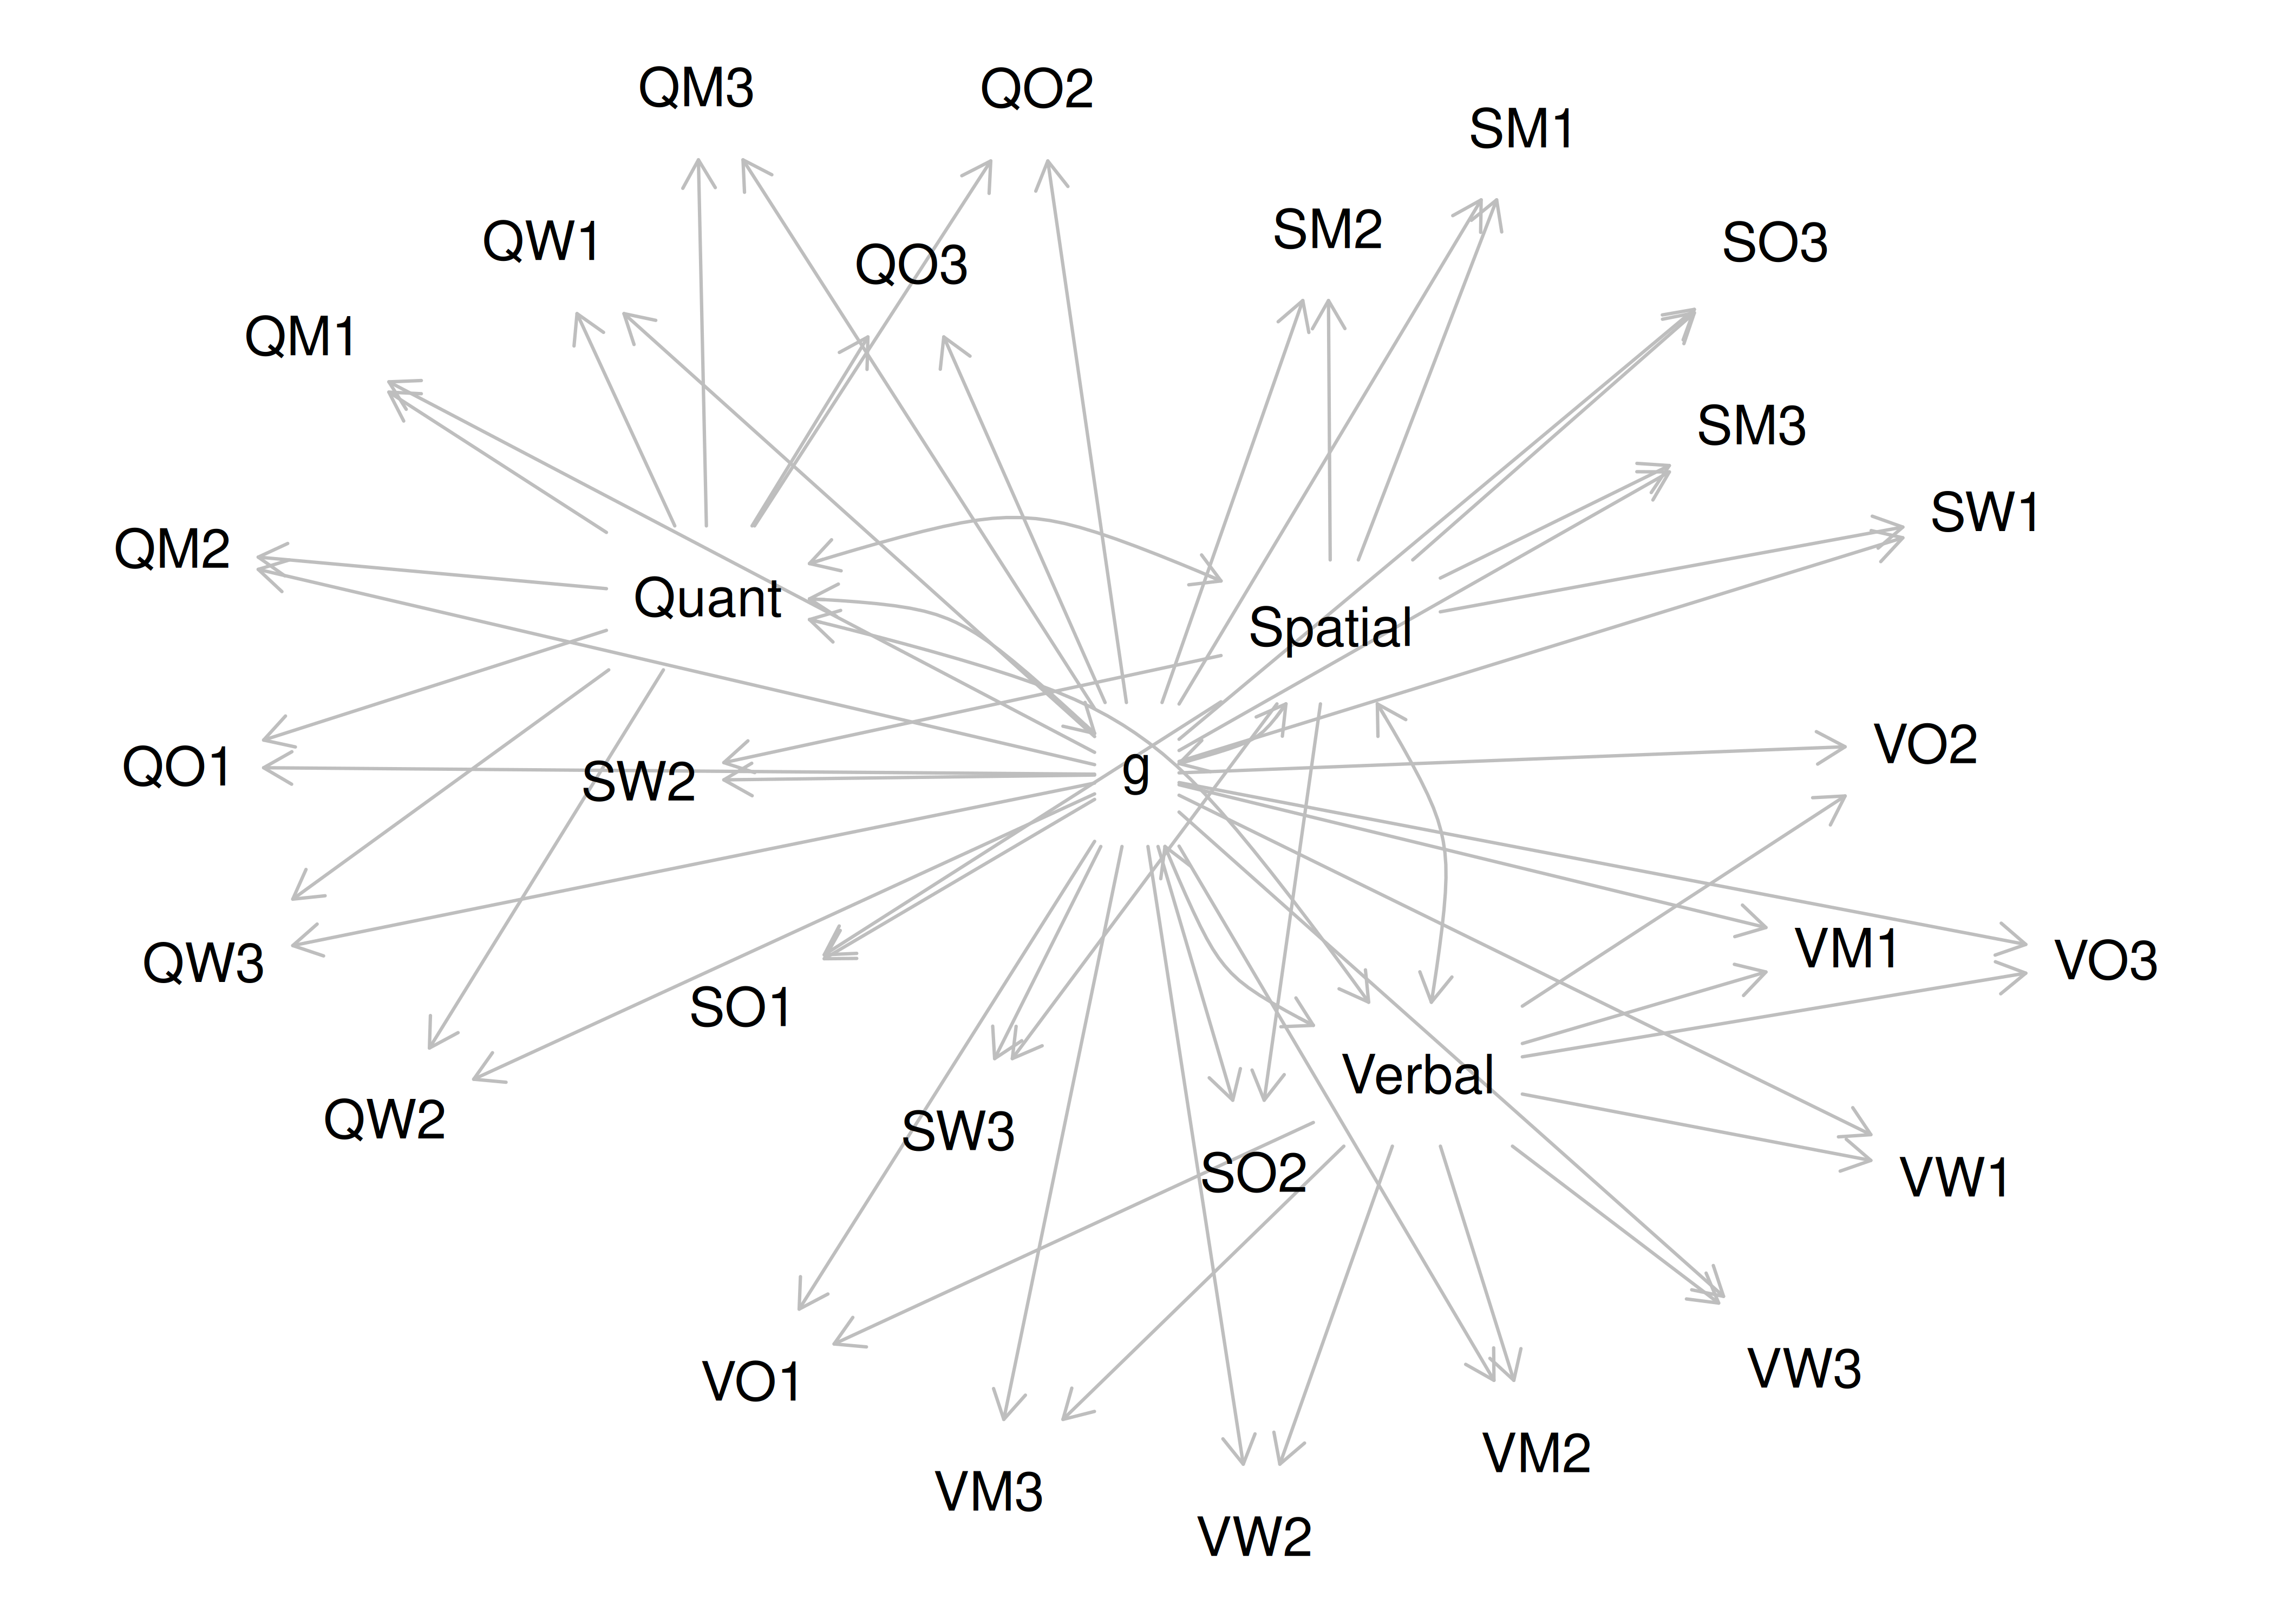 QM3
QO2
SM1
SM2
QW1
SO3
QO3
QM1
SM3
SW1
QM2
Quant
Spatial
VO2
QO1
SW2
g
VM1
QW3
VO3
SO1
Verbal
QW2
SW3
SO2
VW1
VO1
VW3
VM2
VM3
VW2